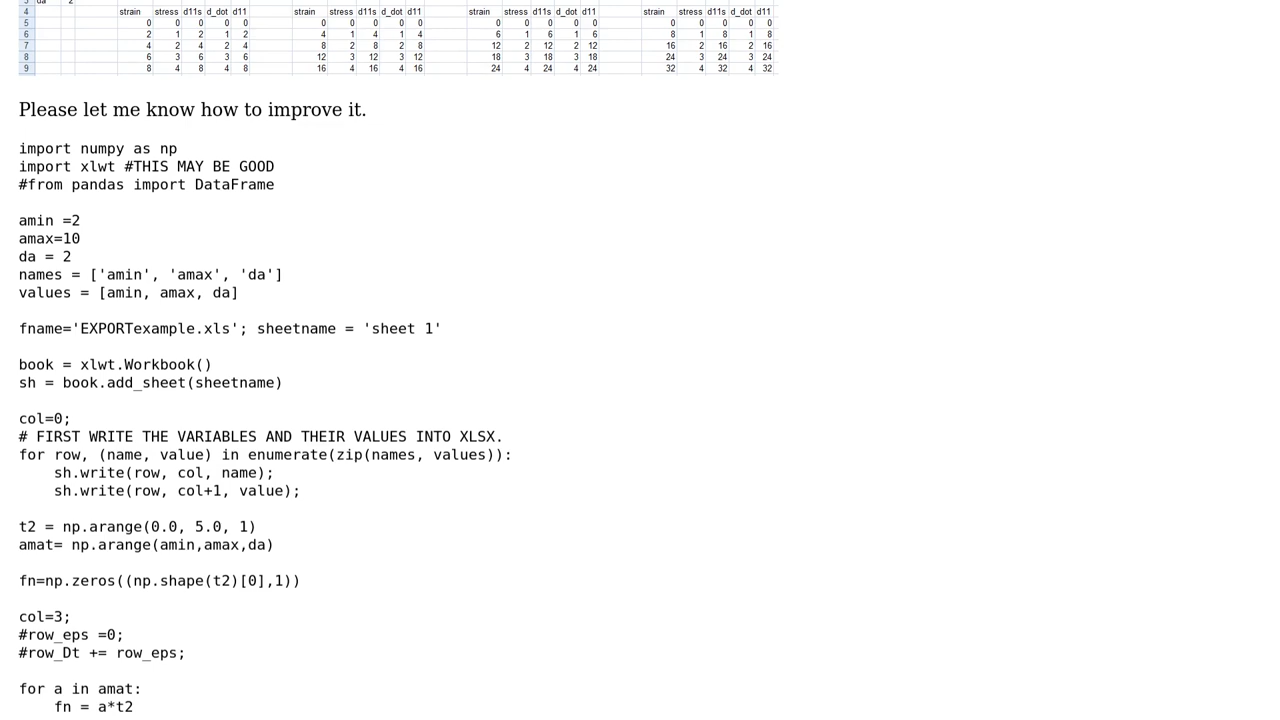 4 strain stress d11s d_dot d11 strain stress d11s d_dot d11 strain stress d11s d_dot d11 strain stress d11s d_dot d11
5 0 0 0 0 0 0 0 0 0 0 0 0 0 0 0 0 0 0 0 0
6 2 1 2 1 2 4 1 4 1 4 6 1 6 1 6 8 1 8 1 8
7 4 2 4 2 4 8 2 8 2 8 12 2 12 2 12 16 2 16 2 16
8 6 3 6 3 6 12 3 12 3 12 18 3 18 3 18 24 3 24 3 24
9 8 4 8 4 8 16 4 16 4 16 24 4 24 4 24 32 4 32 4 32
Please let me know how to improve it.
import numpy as np
import xlwt #THIS MAY BE GOOD
#from pandas import DataFrame
amin =2
amax=10
da = 2
names = ['amin', 'amax', 'da']
values = [amin, amax, da]
fname='EXPORTexample.xls'; sheetname = 'sheet 1'
book = xlwt.Workbook()
sh = book.add_sheet(sheetname)
col=0;
# FIRST WRITE THE VARIABLES AND THEIR VALUES INTO XLSX.
for row, (name, value) in enumerate(zip(names, values)):
    sh.write(row, col, name);
    sh.write(row, col+1, value);
t2 = np.arange(0.0, 5.0, 1)
amat= np.arange(amin,amax,da)
fn=np.zeros((np.shape(t2)[0],1))
col=3;
#row_eps =0;
#row_Dt += row_eps;
for a in amat:
    fn = a*t2